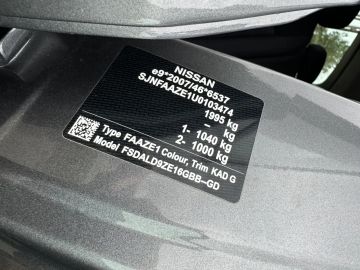 NISSAN
e9*2007/46*6537
SJNFAAZE1U0103474
1995 kg
– kg
1- 1040 kg
2- 1000 kg
Type FAAZE1 Colour, Trim KAD G
Model FSDALD9ZE16GBB–GD